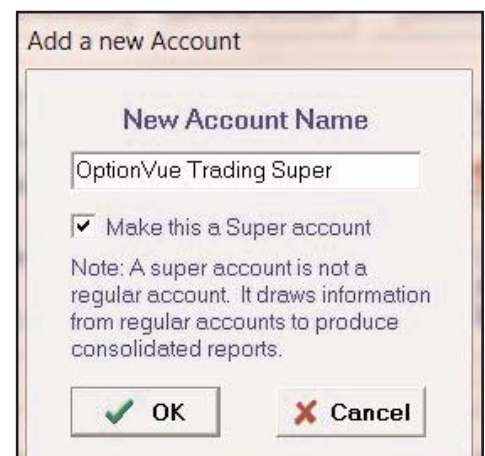 Add a new Account
New Account Name
OptionVue Trading Super
Make this a Super account
Note: A super account is not a
regular account. It draws information
from regular accounts to produce
consolidated reports.
OK
Cancel